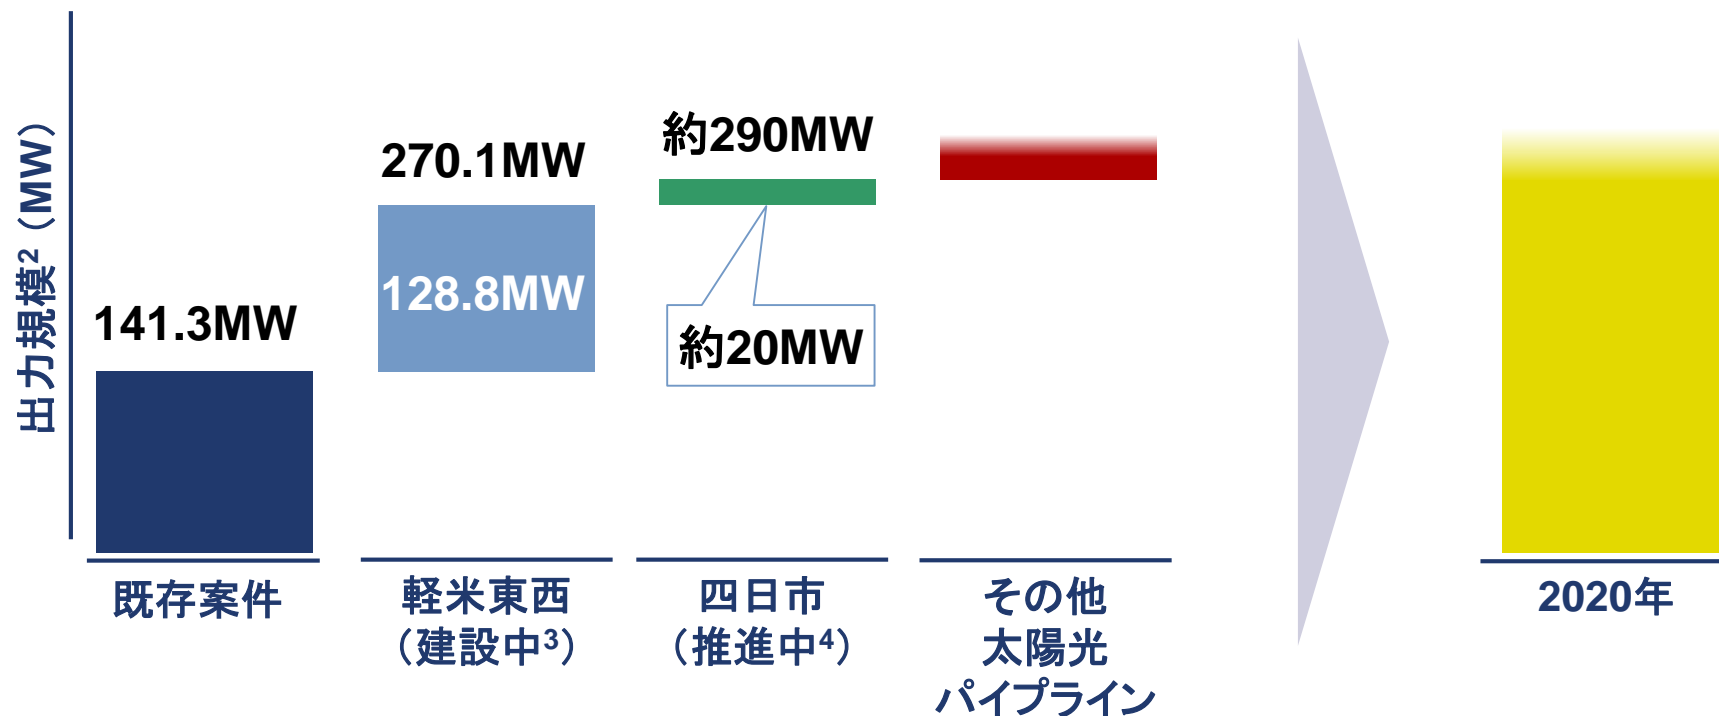 出力規模2（MW）
141.3MW
270.1MW
128.8MW
約290MW
約20MW
既存案件
軽米東西
（建設中3）
四日市
（推進中4）
その他
太陽光
パイプライン
2020年